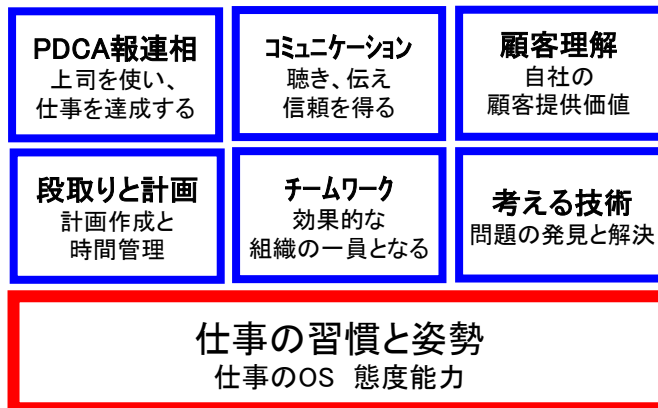 PDCA報連相
上司を使い、
仕事を達成する
コミュニケーション
聴き、伝え
信頼を得る
顧客理解
自社の
顧客提供価値
段取りと計画
計画作成と
時間管理
チームワーク
効果的な
組織の一員となる
考える技術
問題の発見と解決
仕事の習慣と姿勢
仕事のOS 態度能力